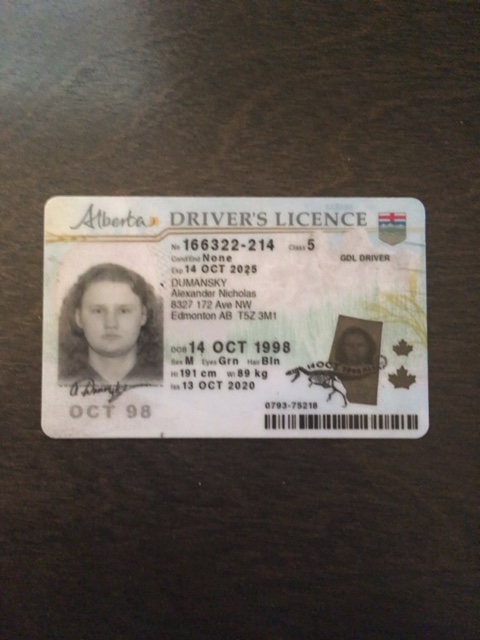 Alberta DRIVER'S LICENCE
No 166322-214 Class 5
Cond/End None GDL DRIVER
Exp 14 OCT 2025
DUMANSKY
Alexander Nicholas
8327 172 Ave NW
Edmonton AB T5Z 3M1
DOB 14 OCT 1998
Sex M Eyes Grn Hair Bln
Ht 191 cm Wt 89 kg
Iss 13 OCT 2020
OCT 98
0793-75218